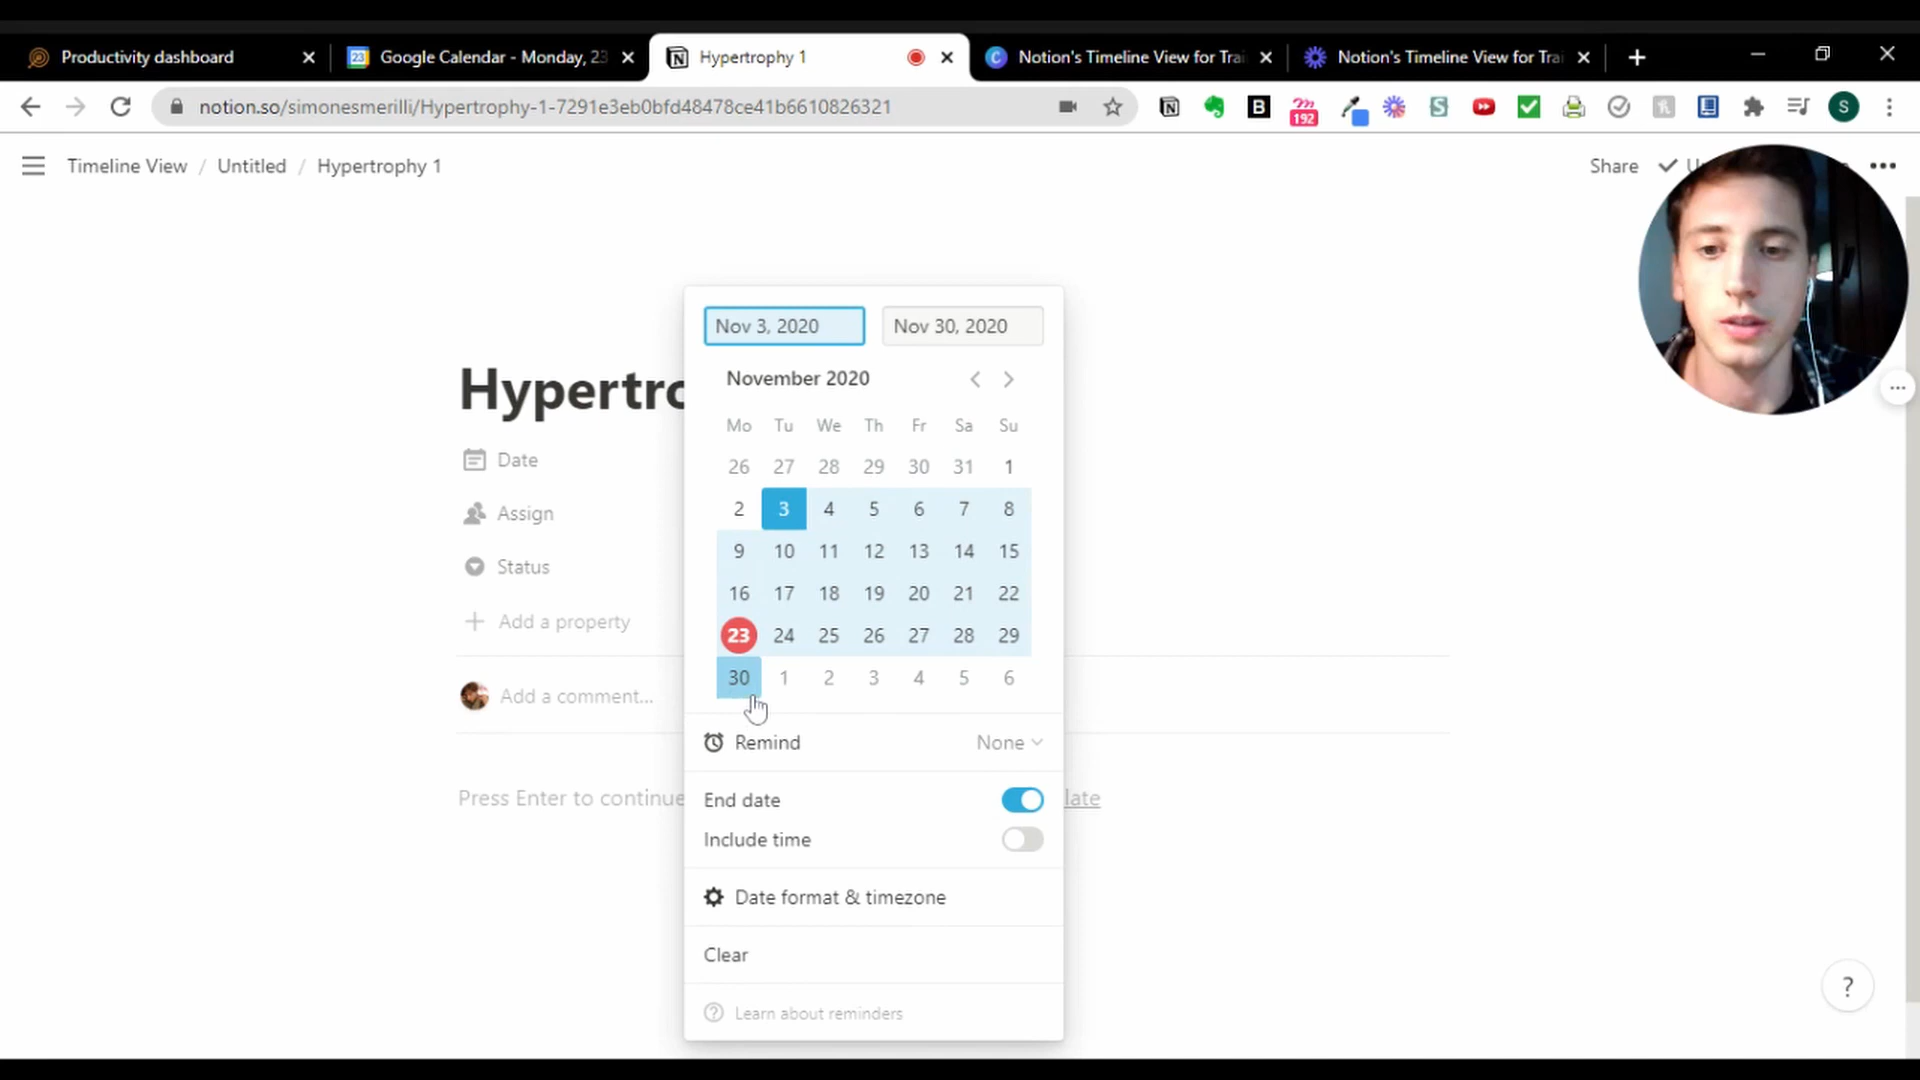 Productivity dashboard
Google Calendar - Monday, 23
Hypertrophy 1
Notion's Timeline View for Trai
Notion's Timeline View for Trai
notion.so/simonesmerilli/Hypertrophy-1-7291e3eb0bfd48478ce41b6610826321
B
192
S
Timeline View / Untitled / Hypertrophy 1
Share
Nov 3, 2020
Nov 30, 2020
Hypertro
November 2020
Mo Tu We Th Fr Sa Su
26 27 28 29 30 31 1
2 3 4 5 6 7 8
9 10 11 12 13 14 15
16 17 18 19 20 21 22
23 24 25 26 27 28 29
30 1 2 3 4 5 6
Date
Assign
Status
Add a property
Add a comment...
Remind None
Press Enter to continue
late
End date
Include time
Date format & timezone
Clear
Learn about reminders
?